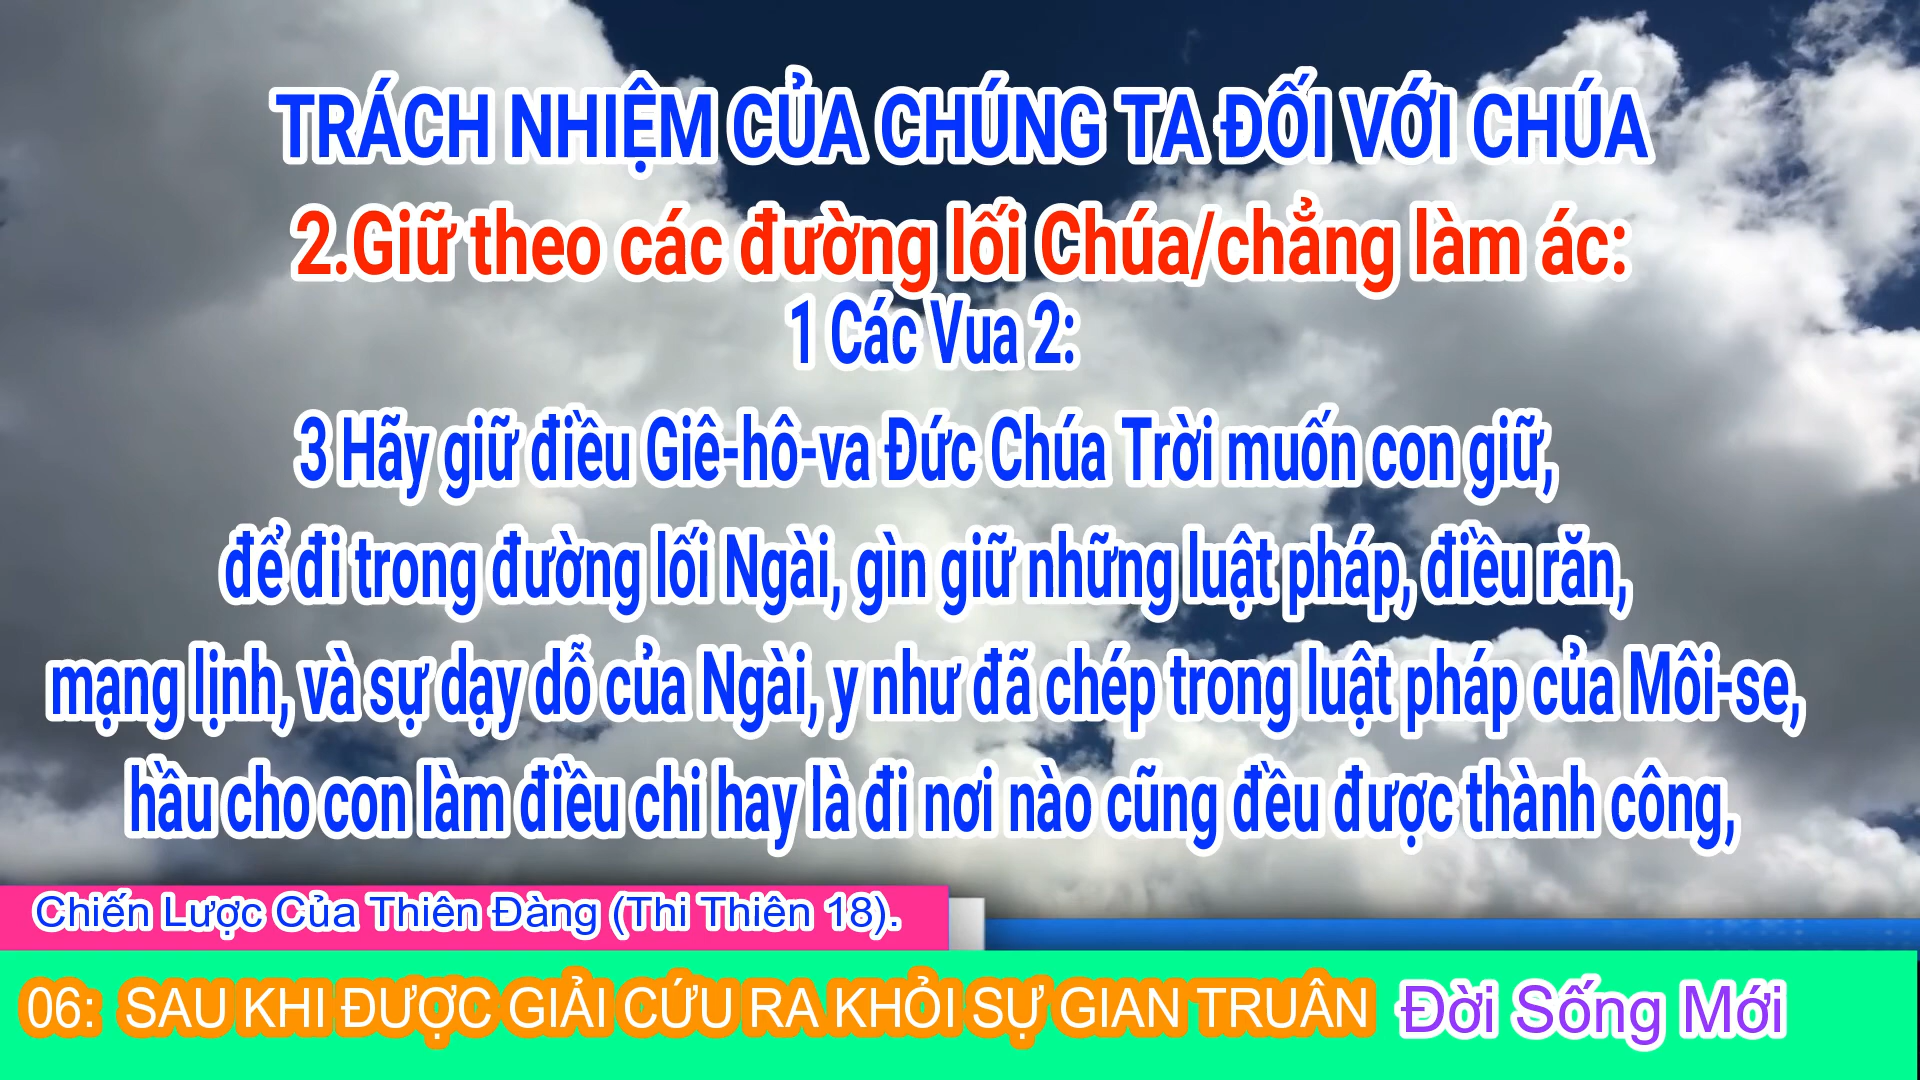 TRÁCH NHIỆM CỦA CHÚNG TA ĐỐI VỚI CHÚA
2.Giữ theo các đường lối Chúa/chẳng làm ác:
1 Các Vua 2:
3 Hãy giữ điều Giê-hô-va Đức Chúa Trời muốn con giữ,
để đi trong đường lối Ngài, gìn giữ những luật pháp, điều răn,
mạng lịnh, và sự dạy dỗ của Ngài, y như đã chép trong luật pháp của Môi-se,
hầu cho con làm điều chi hay là đi nơi nào cũng đều được thành công,
Chiến Lược Của Thiên Đàng (Thi Thiên 18).
06: SAU KHI ĐƯỢC GIẢI CỨU RA KHỎI SỰ GIAN TRUÂN Đời Sống Mới